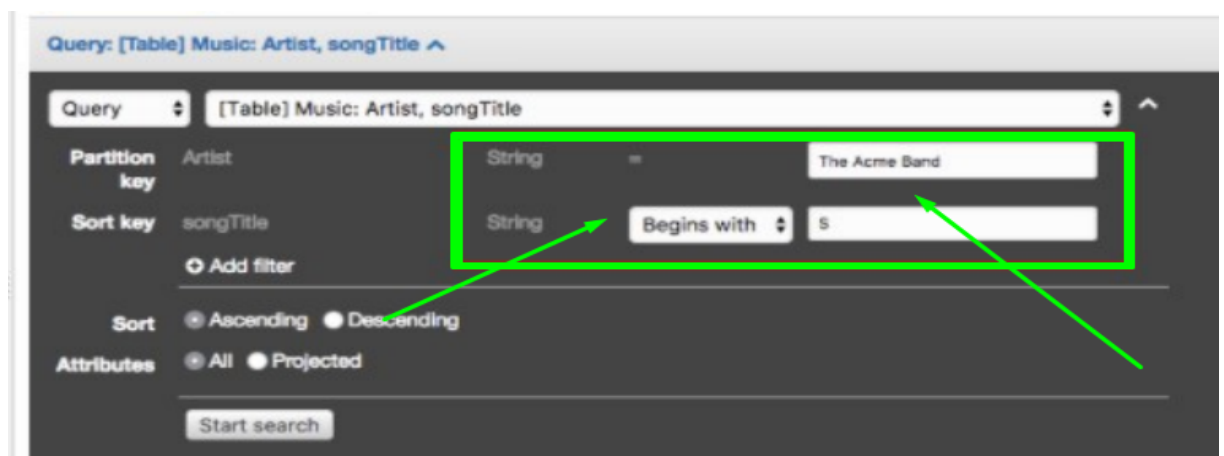 Query: [Table] Music: Artist, songTitle
Query [Table] Music: Artist, songTitle
Partition key Artist String = The Acme Band
Sort key songTitle String Begins with S
Add filter
Sort Ascending Descending
Attributes All Projected
Start search